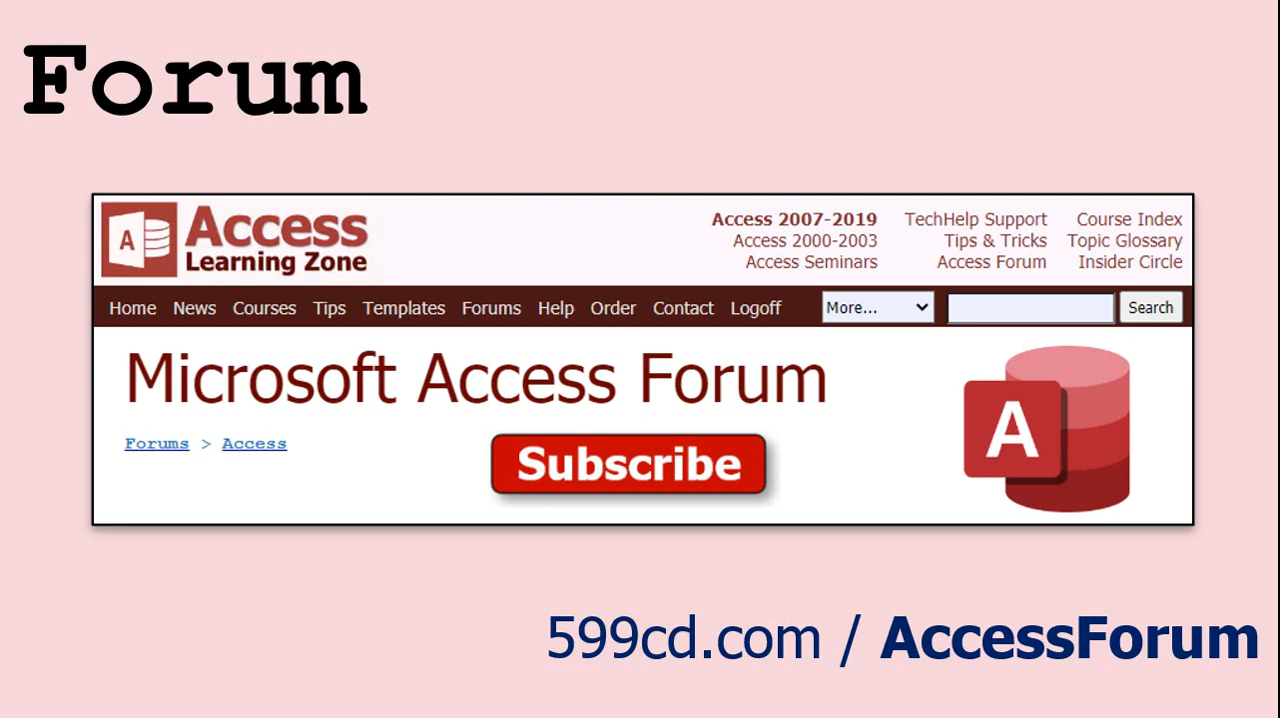 Forum
A
Access
Learning Zone
Access 2007-2019 TechHelp Support Course Index
Access 2000-2003 Tips & Tricks Topic Glossary
Access Seminars Access Forum Insider Circle
Home News Courses Tips Templates Forums Help Order Contact Logoff More... Search
Microsoft Access Forum
A
Forums > Access
Subscribe
599cd.com / AccessForum